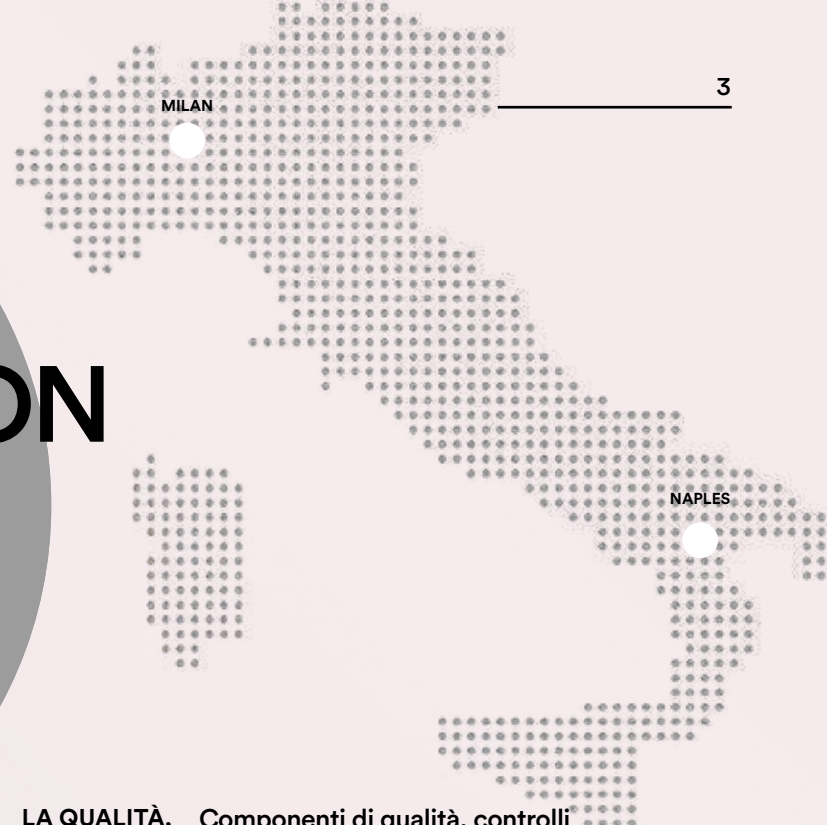 3
MILAN
ON
NAPLES
LA QUALITÀ. Componenti di qualità, controlli